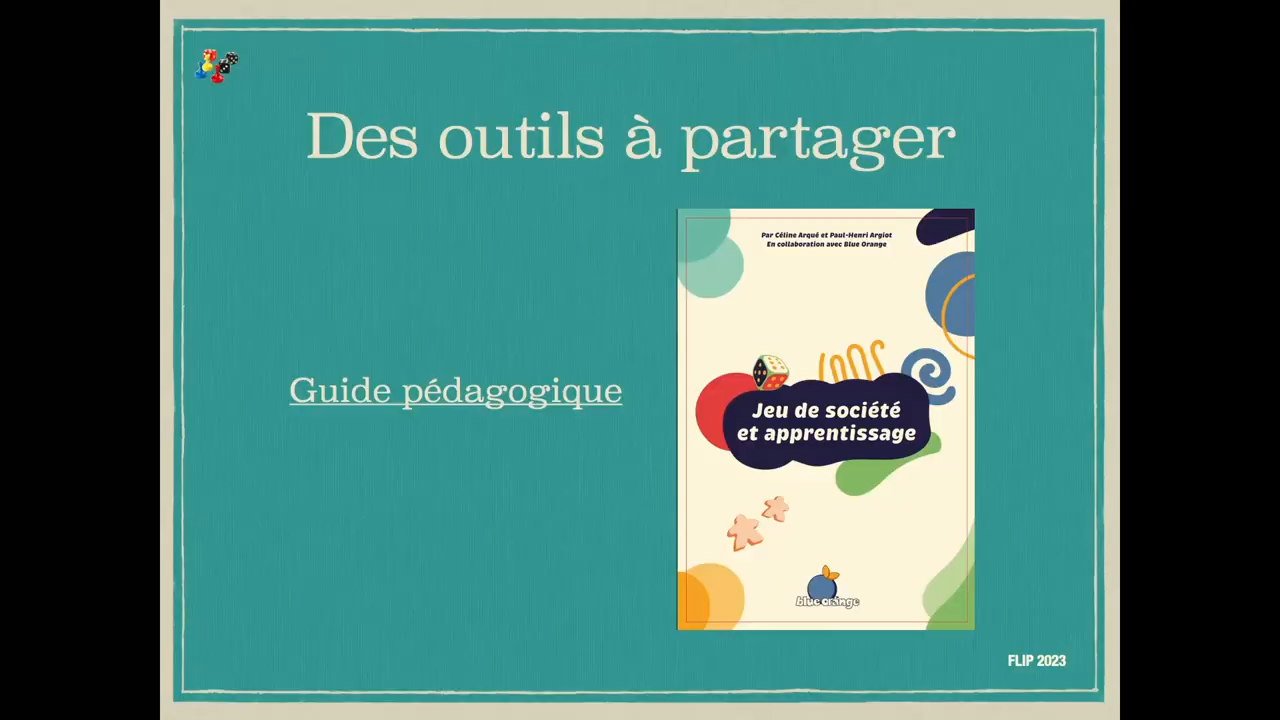 Des outils à partager
Guide pédagogique
Par Céline Arqué et Paul-Henri Argiot
En collaboration avec Blue Orange
Jeu de société
et apprentissage
blue orange
FLIP 2023